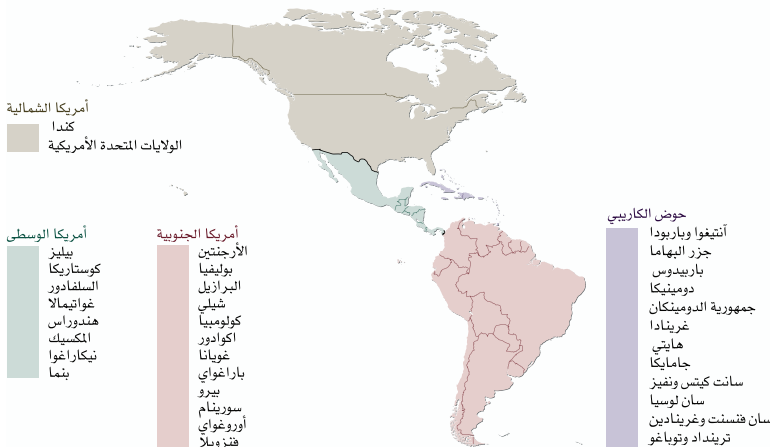 أمريكا الشمالية
كندا
الولايات المتحدة الأمريكية
حوض الكاريبي
آنتيغوا وباربودا
جزر البهاما
باربيدوس
دومينيكا
جمهورية الدومينكان
غرينادا
هايتي
جامايكا
سانت كيتس ونفيز
سان لوسيا
سان فنسنت وغرينادين
ترينداد وتوباغو
أمريكا الجنوبية
الأرجنتين
بوليفيا
البرازيل
شيلي
كولومبيا
اكوادور
غويانا
باراغواي
بيرو
سورينام
أوروغواي
فنزويلا
أمريكا الوسطى
بيليز
كوستاريكا
السلفادور
غواتيمالا
هندوراس
المكسيك
نيكاراغوا
بنما